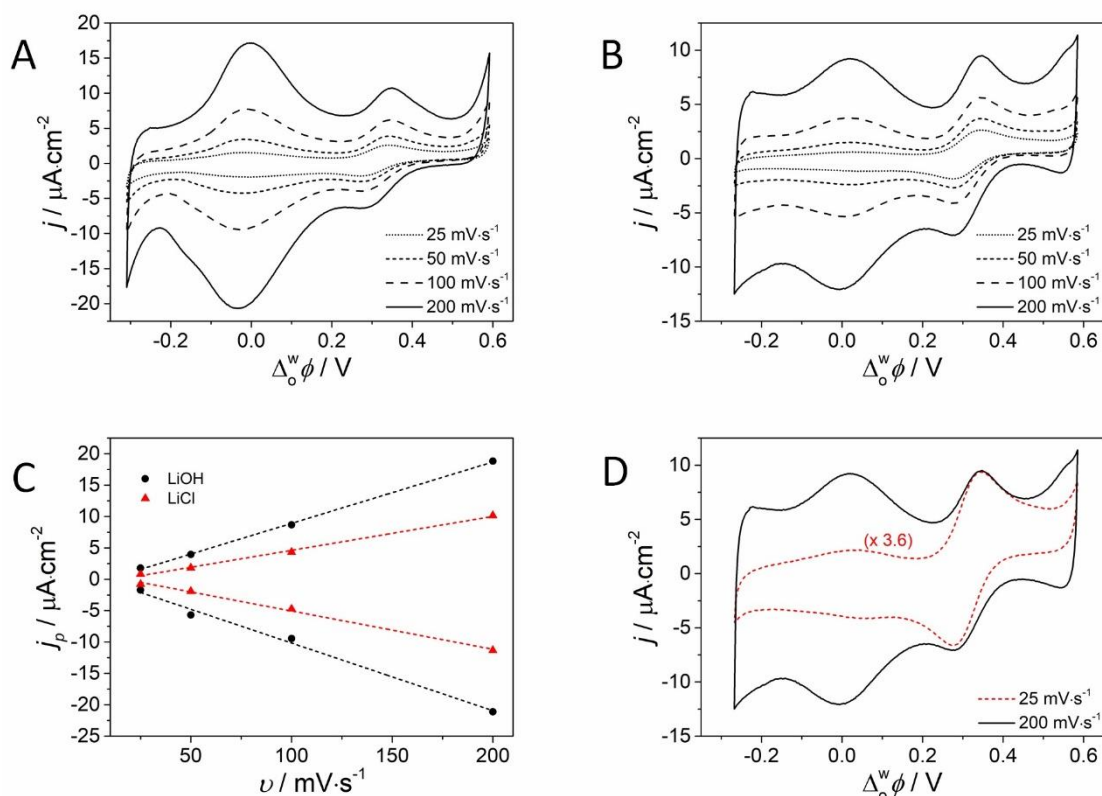 A
20
15
10
5
0
-5
-10
-15
-20
j / μA·cm⁻²
25 mV·s⁻¹
50 mV·s⁻¹
100 mV·s⁻¹
200 mV·s⁻¹
-0.2 0.0 0.2 0.4 0.6
Δ₀ʷϕ / V
B
10
5
0
-5
-10
-15
j / μA·cm⁻²
25 mV·s⁻¹
50 mV·s⁻¹
100 mV·s⁻¹
200 mV·s⁻¹
-0.2 0.0 0.2 0.4 0.6
Δₒʷϕ / V
C
20
15
10
5
0
-5
-10
-15
-20
-25
jₚ / μA·cm⁻²
LiOH
LiCl
50 100 150 200
υ / mV·s⁻¹
D
10
5
0
-5
-10
-15
j / μA·cm⁻²
(x 3.6)
25 mV·s⁻¹
200 mV·s⁻¹
-0.2 0.0 0.2 0.4 0.6
Δₒʷϕ / V